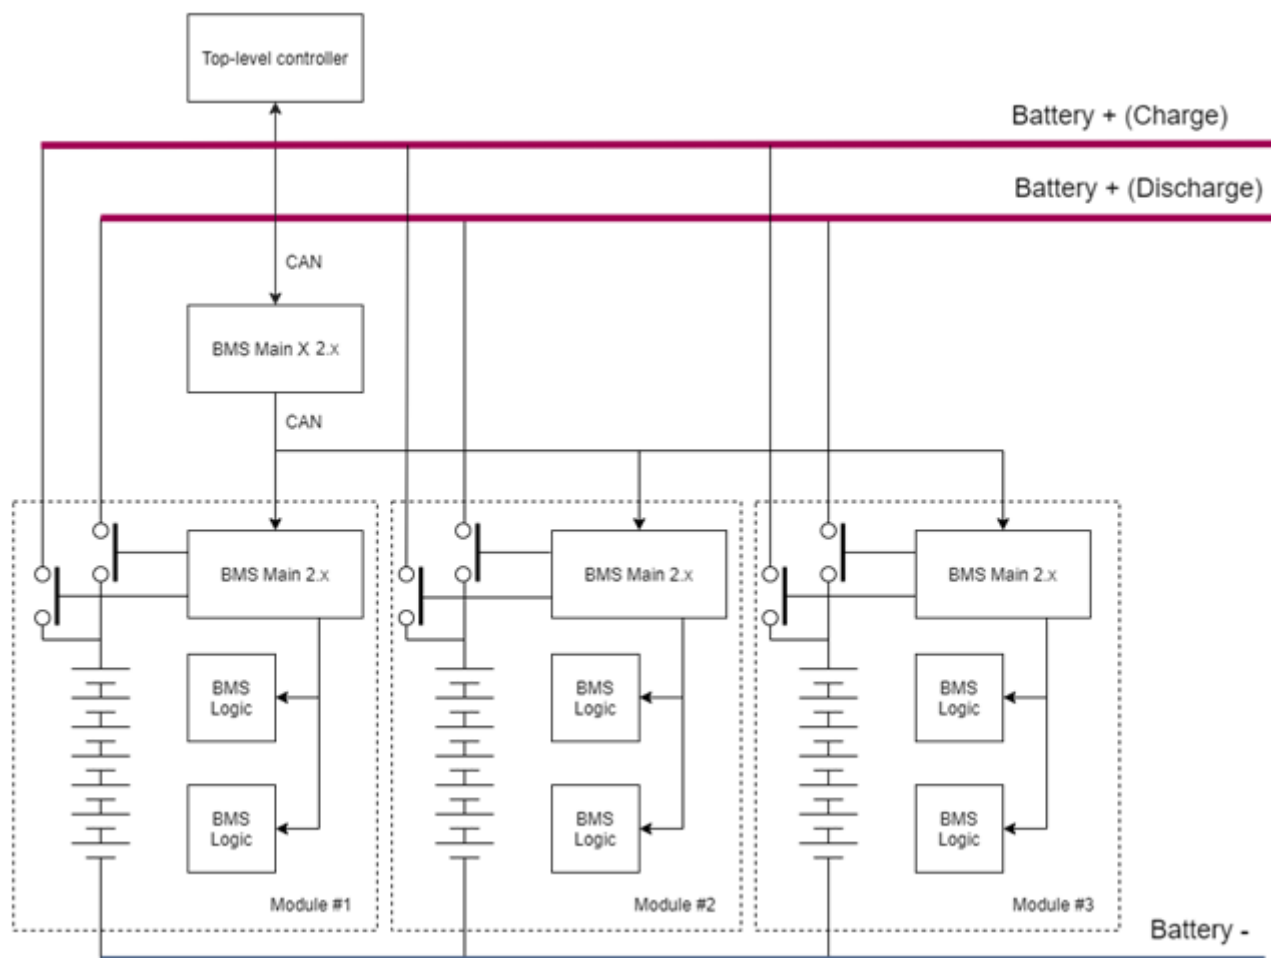 Top-level controller
Battery + (Charge)
Battery + (Discharge)
CAN
BMS Main X 2.x
CAN
BMS Main 2.x
BMS Main 2.x
BMS Main 2.x
BMS
Logic
BMS
Logic
BMS
Logic
BMS
Logic
BMS
Logic
BMS
Logic
Module #1
Module #2
Module #3
Battery -